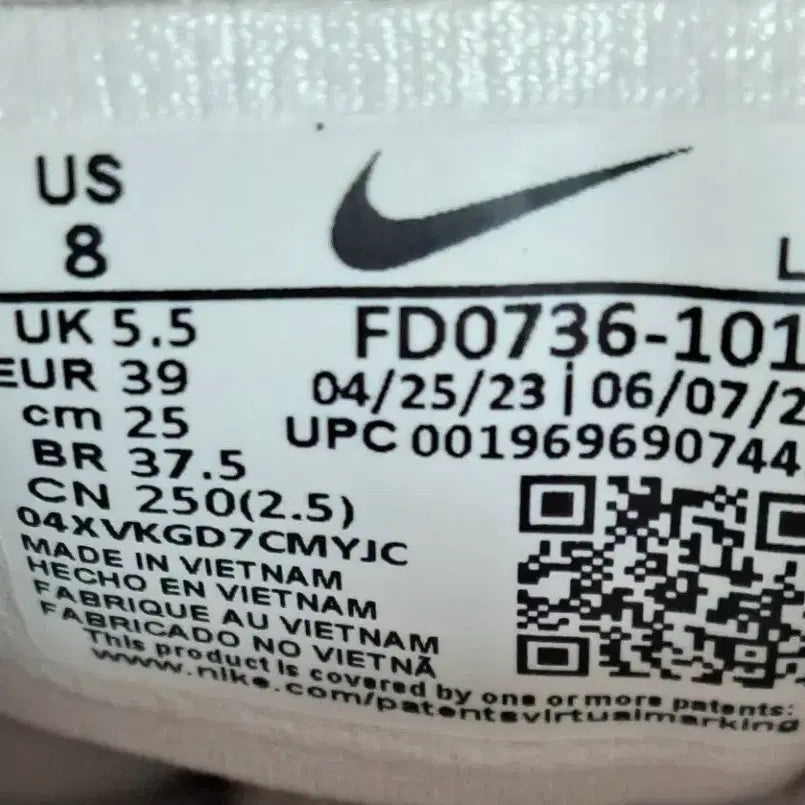 US
8
L
UK 5.5
EUR 39
cm 25
BR 37.5
CN 250(2.5)
FD0736-101
04/25/23 | 06/07/2
UPC 001969690744
04XVKGD7CMYJC
MADE IN VIETNAM
HECHO EN VIETNAM
FABRIQUE AU VIETNAM
FABRICADO NO VIETNÃ
This product is covered by one or more patents:
www.nike.com/patentsvirtualmarking